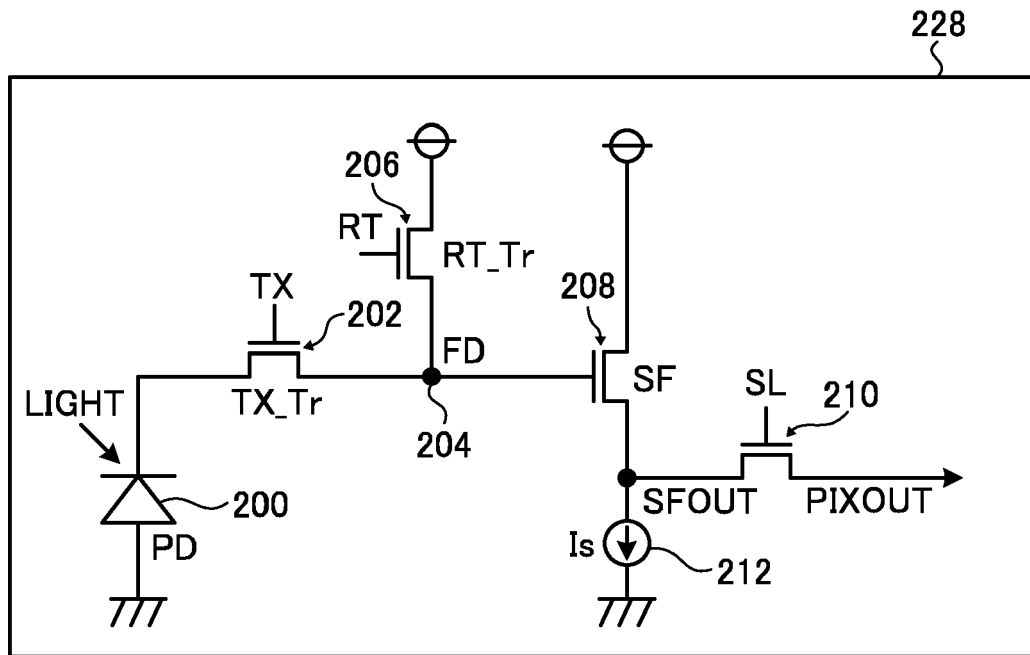 228
206
RT
RT_Tr
208
TX
202
FD
SF
SL
210
LIGHT
TX_Tr
204
200
SFOUT
PIXOUT
PD
Is
212